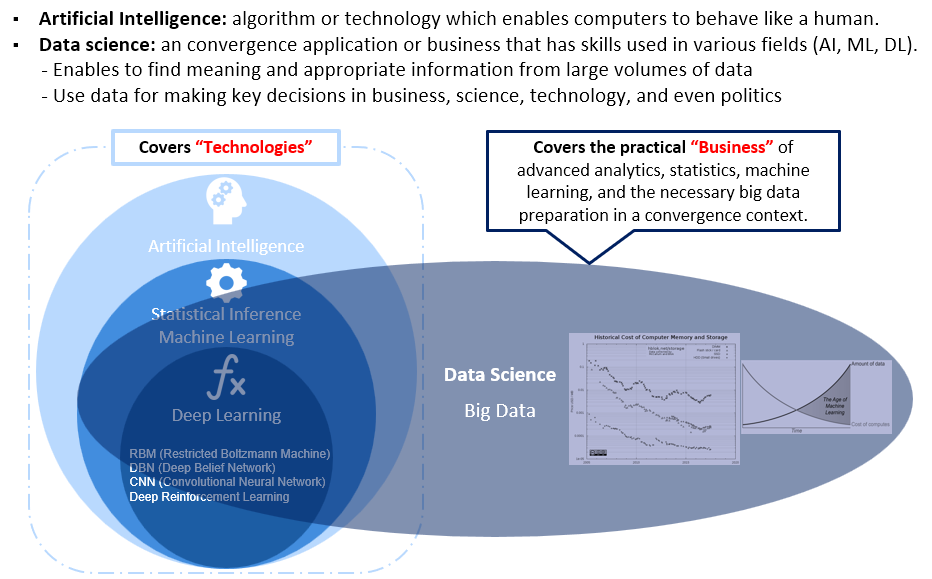 ▪ Artificial Intelligence: algorithm or technology which enables computers to behave like a human.
▪ Data science: an convergence application or business that has skills used in various fields (AI, ML, DL).
- Enables to find meaning and appropriate information from large volumes of data
- Use data for making key decisions in business, science, technology, and even politics
Covers “Technologies”
Covers the practical “Business” of
advanced analytics, statistics, machine
learning, and the necessary big data
preparation in a convergence context.
Artificial Intelligence
Statistical Inference
Machine Learning
fx
Deep Learning
RBM (Restricted Boltzmann Machine)
DBN (Deep Belief Network)
CNN (Convolutional Neural Network)
Deep Reinforcement Learning
Data Science
Big Data
Historical Cost of Computer Memory and Storage
Amount of data
The Age of
Machine
Learning
Cost of computes
Time